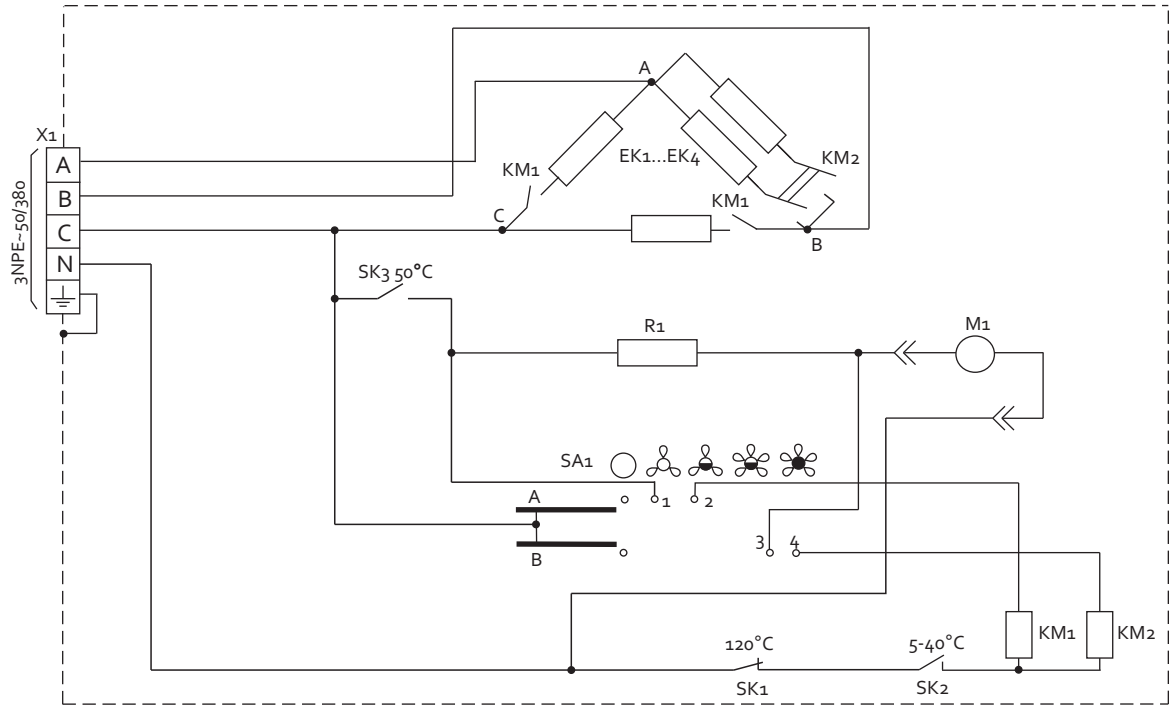 A
X1
A
B
C
N
3NPE~50/380
KM1
EK1...EK4
KM2
KM1
C
B
SK3 50°C
R1
M1
SA1
A
1
2
B
3
4
120°C
5-40°C
KM1
KM2
SK1
SK2